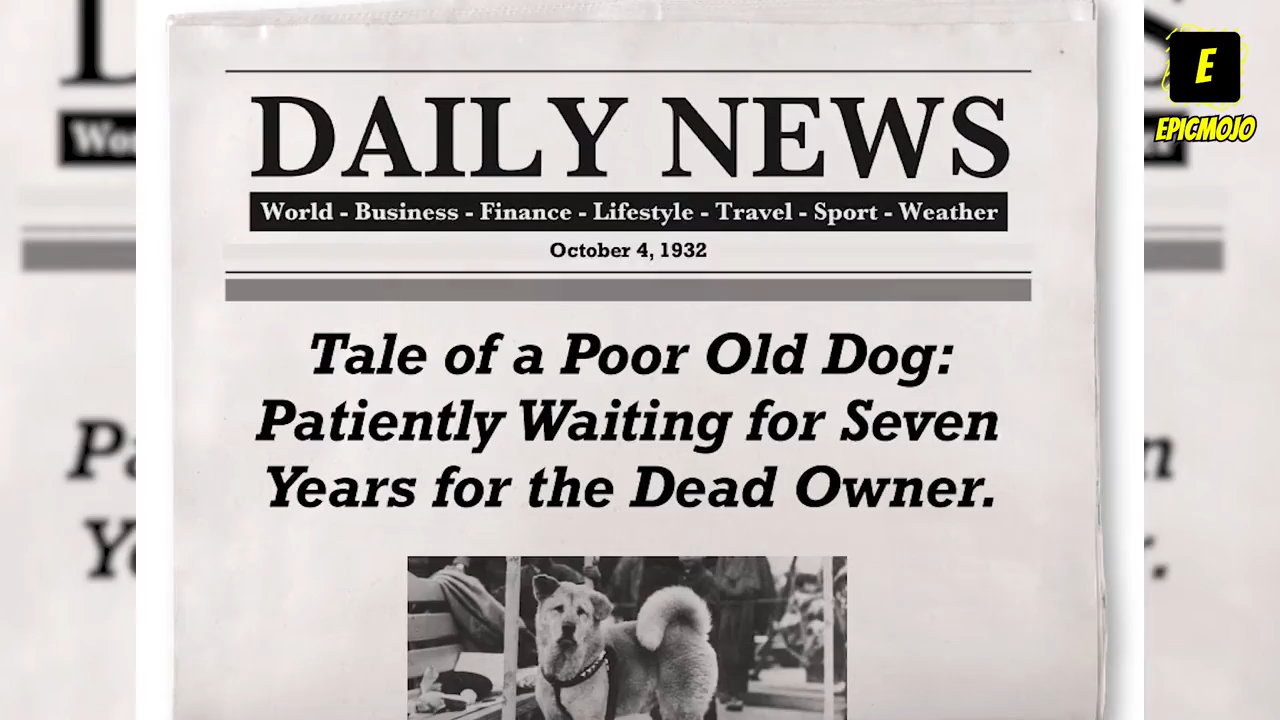 DAILY NEWS
World - Business - Finance - Lifestyle - Travel - Sport - Weather
October 4, 1932
Tale of a Poor Old Dog:
Patiently Waiting for Seven
Years for the Dead Owner.
E
EPICMOJO